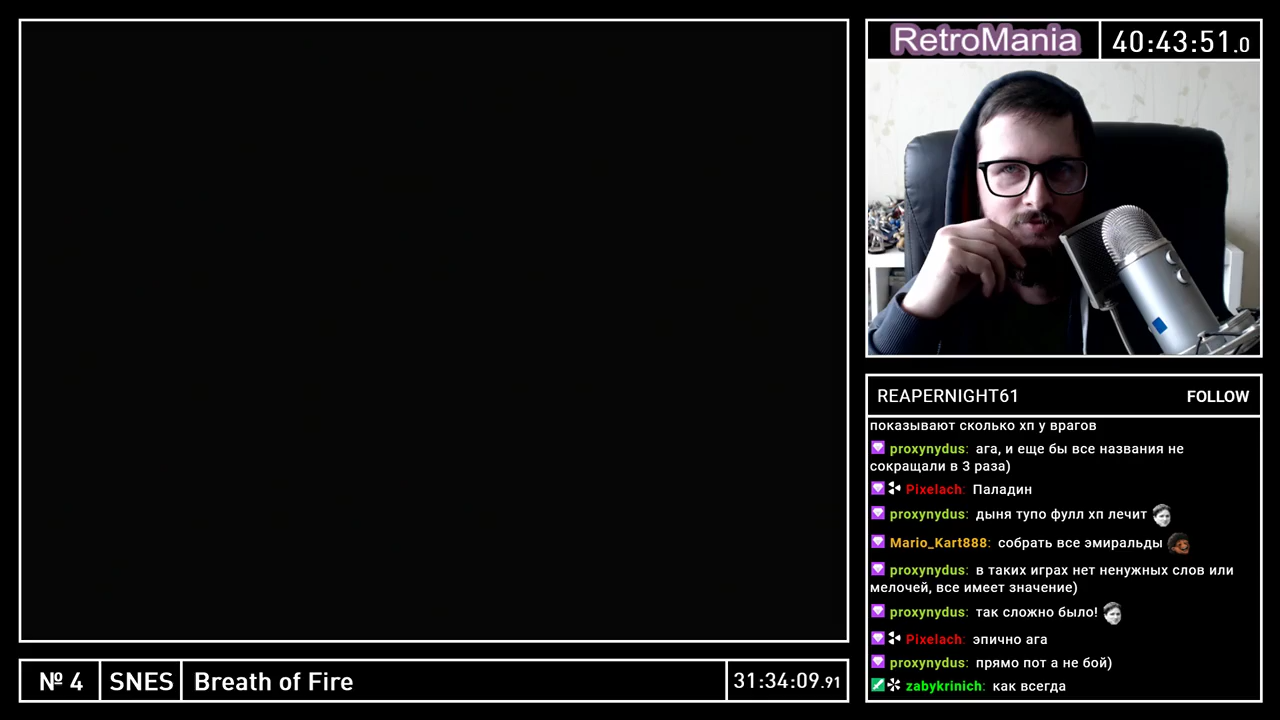 RetroMania
40:43:51.0
REAPERNIGHT61
FOLLOW
показывают сколько хп у врагов
proxynydus: ага, и еще бы все названия не
сокращали в 3 раза)
Pixelach: Паладин
proxynydus: дыня тупо фулл хп лечит
Mario_Kart888: собрать все эмиральды
proxynydus: в таких играх нет ненужных слов или
мелочей, все имеет значение)
proxynydus: так сложно было!
Pixelach: эпично ага
proxynydus: прямо пот а не бой)
zabykrinich: как всегда
№ 4
SNES
Breath of Fire
31:34:09.91